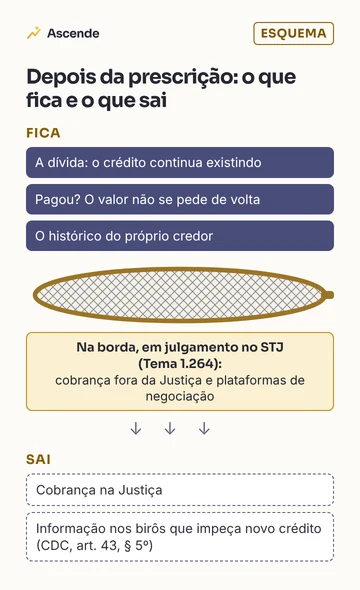 Ascende
ESQUEMA
Depois da prescrição: o que
fica e o que sai
FICA
A dívida: o crédito continua existindo
Pagou? O valor não se pede de volta
O histórico do próprio credor
Na borda, em julgamento no STJ
(Tema 1.264):
cobrança fora da Justiça e plataformas de
negociação
↓ ↓ ↓
SAI
Cobrança na Justiça
Informação nos birôs que impeça novo crédito
(CDC, art. 43, § 5º)